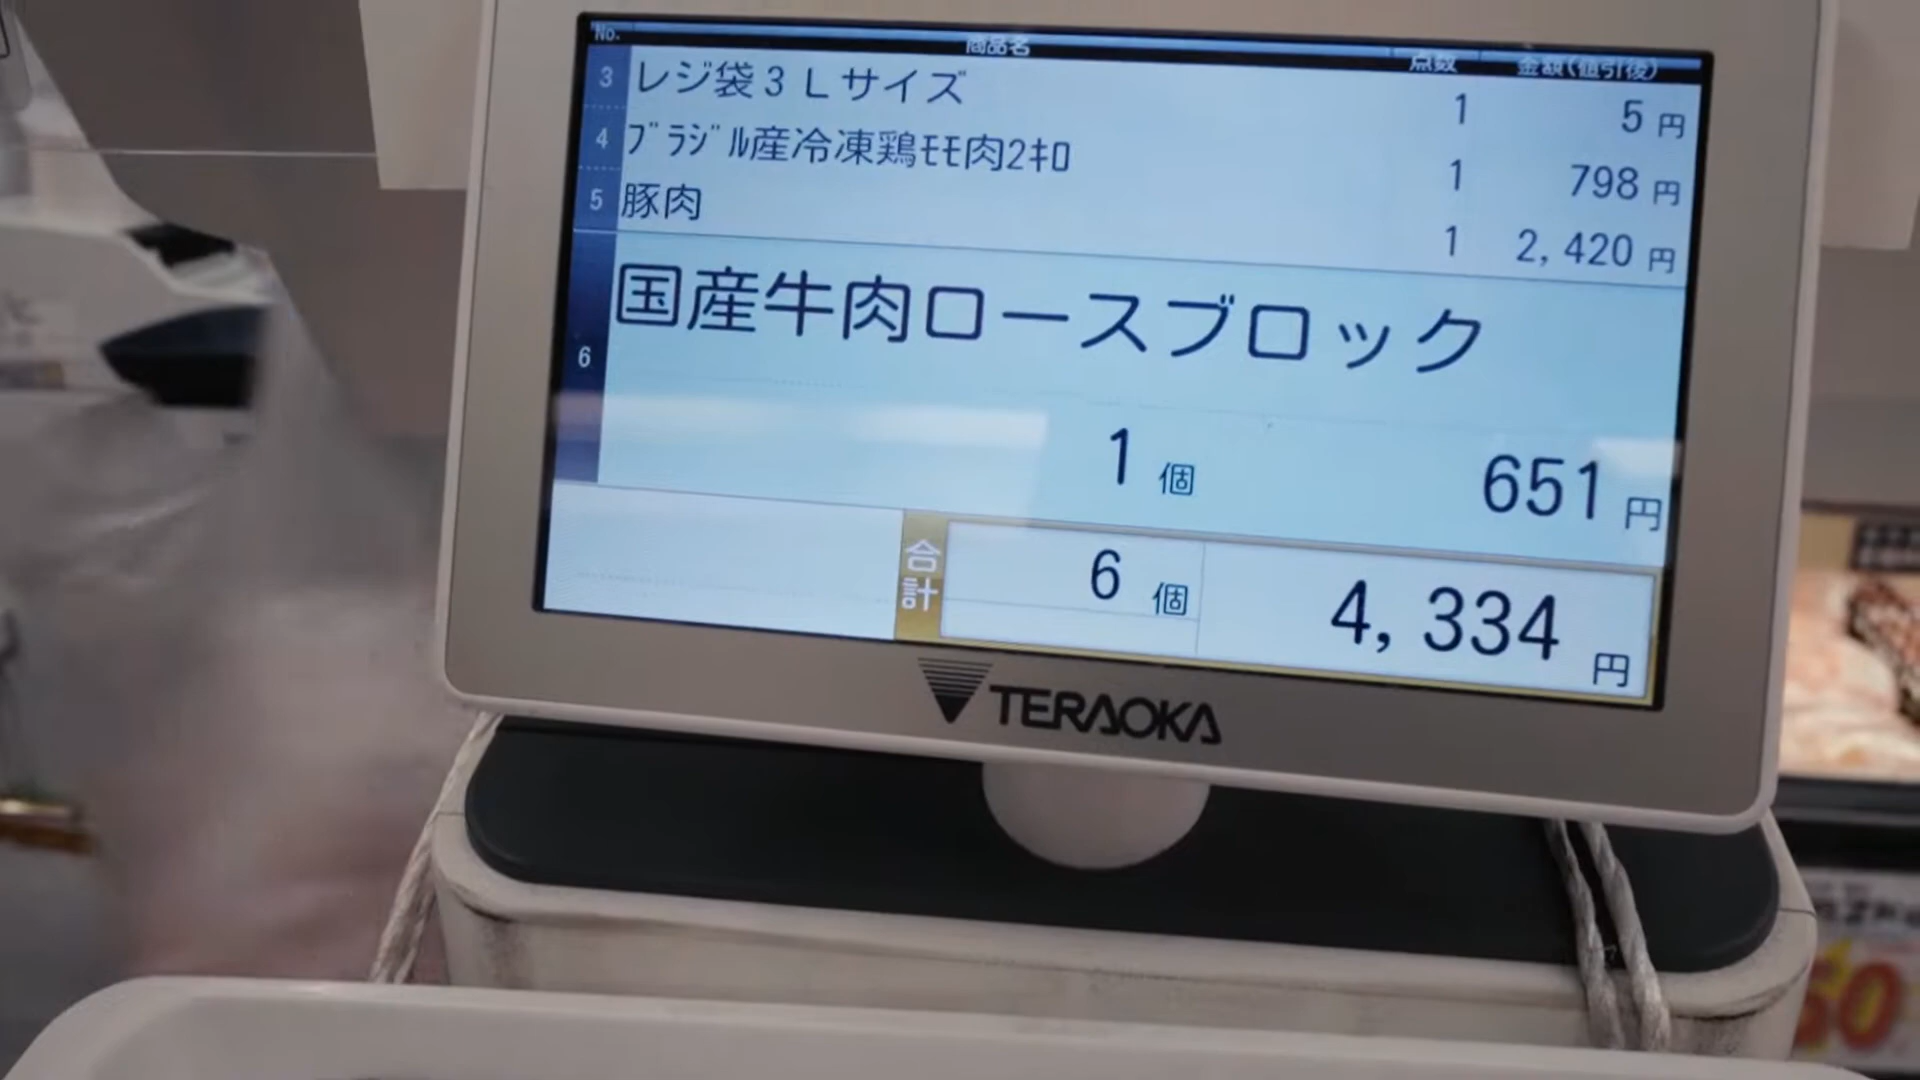 No. 商品名 点数 金額(値引後)
3 レジ袋3Lサイズ 1 5円
4 ﾌﾞﾗｼﾞﾙ産冷凍鶏ﾓﾓ肉2ｷﾛ 1 798円
5 豚肉 1 2,420円
6 国産牛肉ロースブロック
1個 651円
合計 6個 4,334円
TERAOKA